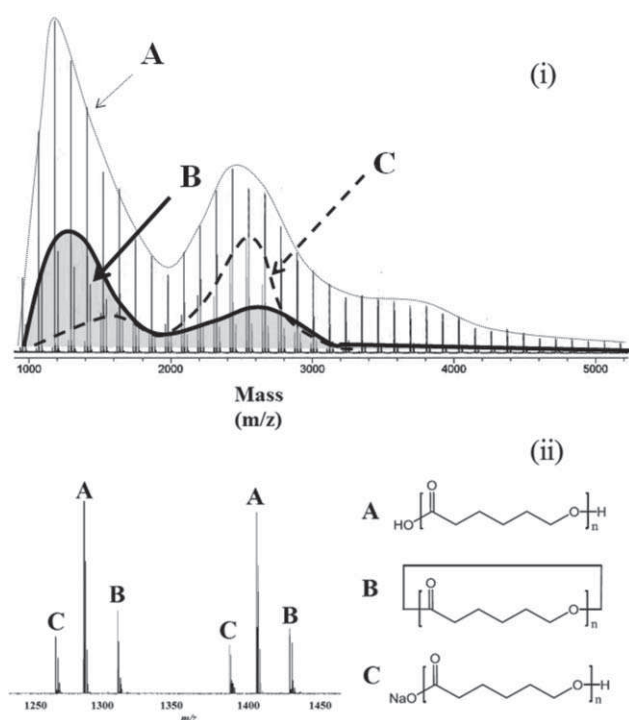 A
(i)
B
C
1000 2000 3000 4000 5000
Mass
(m/z)
(ii)
A A
C B C B
1250 1300 1350 1400 1450
m/z
A HO O O H n
B O O n
C NaO O O H n